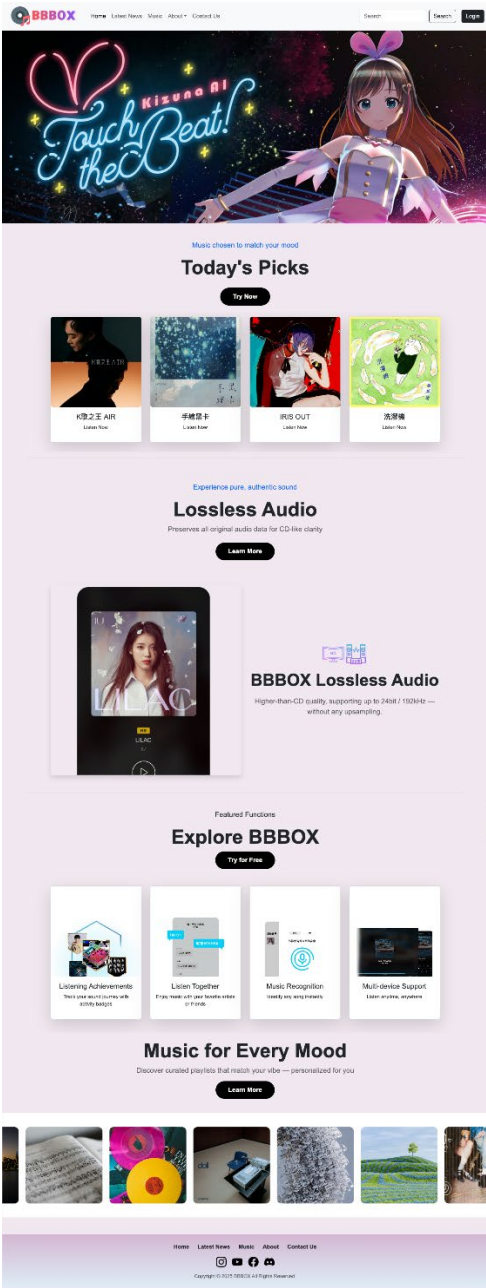 BBBOX
Home Latest News Music About Contact Us
Search Search Login
Kizuna AI
Touch
the Beat!
Music chosen to match your mood
Today's Picks
Try Now
K歌之王 AIR
Listen Now
手繪黑卡
Listen Now
IRIS OUT
Listen Now
洗潔機
Listen Now
Experience pure, authentic sound
Lossless Audio
Preserves all original audio data for CD-like clarity
Learn More
IU
LILAC
LILAC
IU
BBBOX Lossless Audio
Higher-than-CD quality, supporting up to 24bit / 192kHz —
without any upsampling.
Featured Functions
Explore BBBOX
Try for Free
Listening Achievements
Track your sound journey with
activity badges
Listen Together
Enjoy music with your favorite artists
or friends
Music Recognition
Identify any song instantly
Multi-device Support
Listen anytime, anywhere
Music for Every Mood
Discover curated playlists that match your vibe — personalized for you
Learn More
Home Latest News Music About Contact Us
Copyright © 2025 BBBOX All Rights Reserved